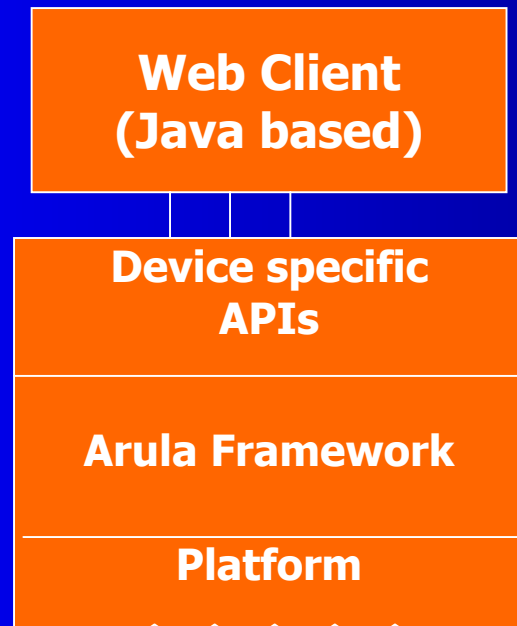 Web Client
(Java based)
Device specific
APIs
Arula Framework
Platform